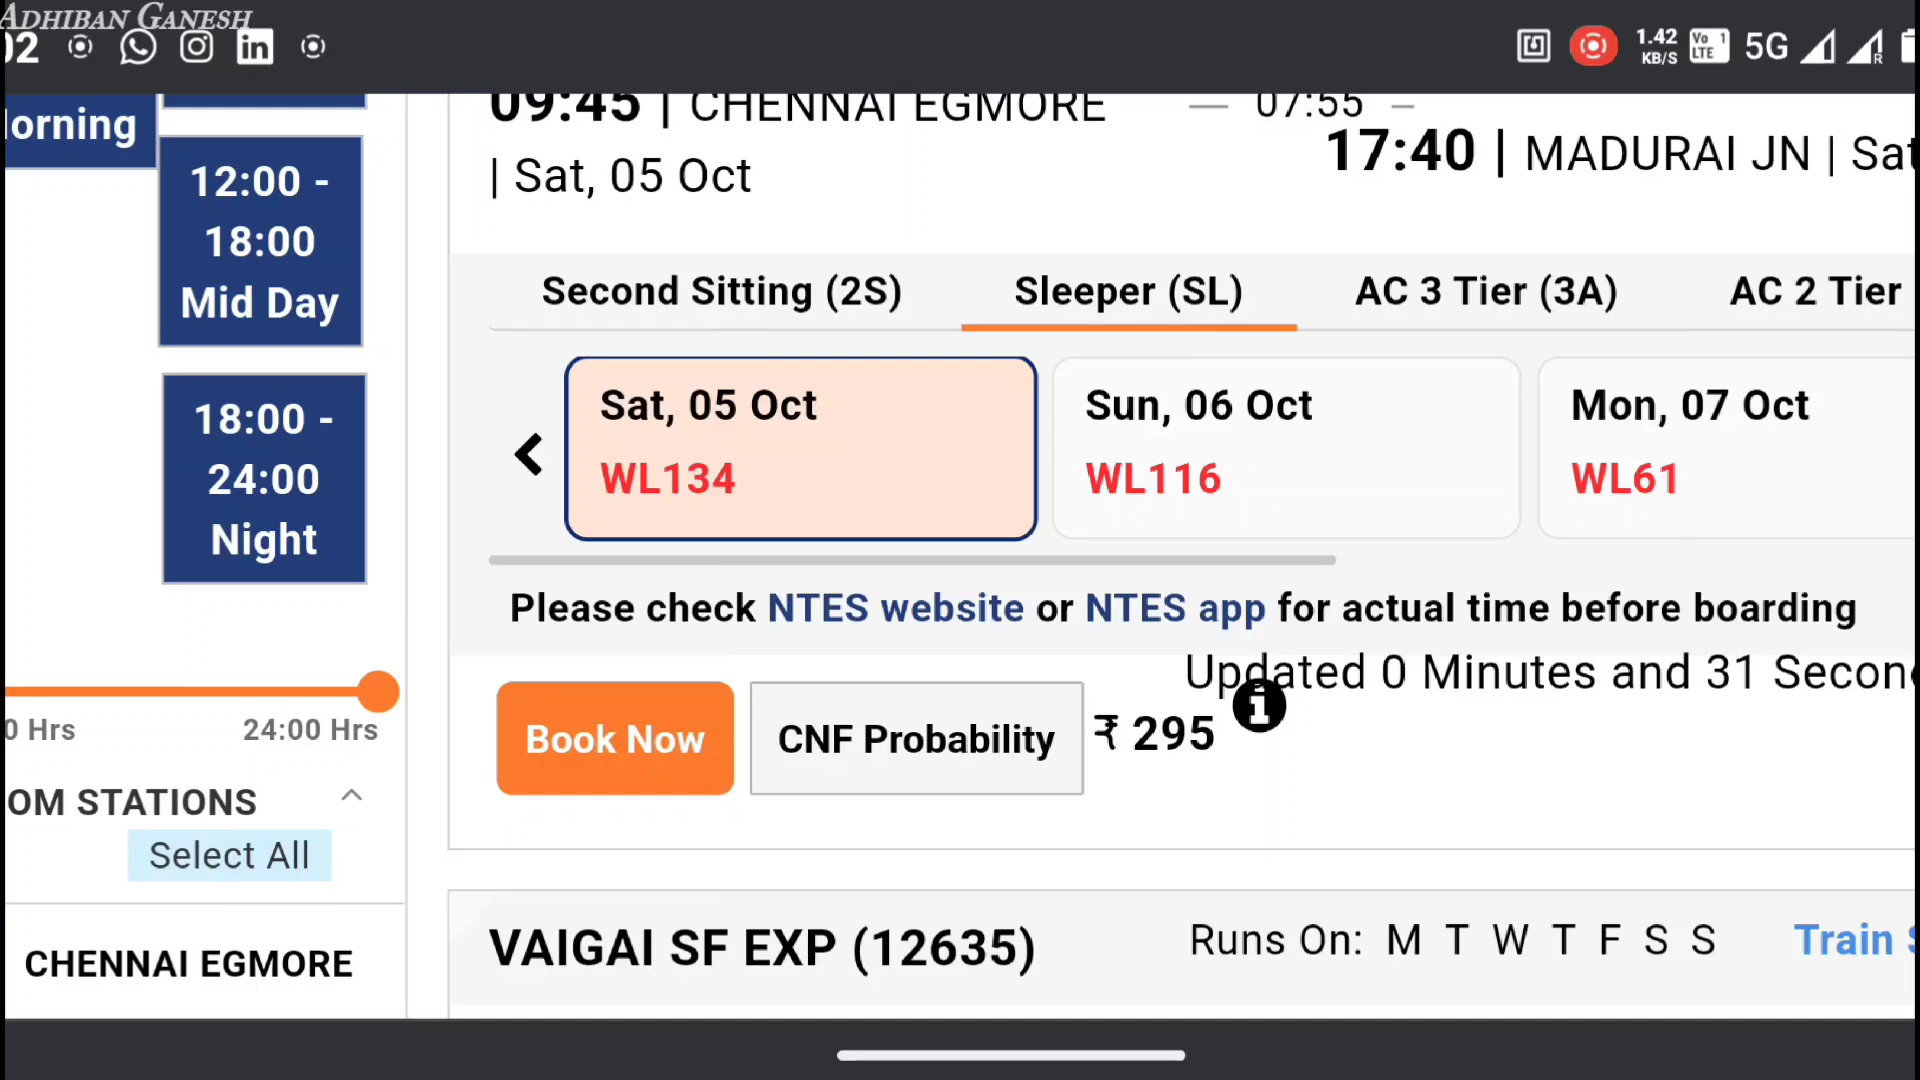 ADHIBAN GANESH
02
1.42 KB/S Vo 1 LTE 5G R
09:45 | CHENNAI EGMORE — 07:55 —
| Sat, 05 Oct
17:40 | MADURAI JN | Sat
orning
12:00 -
18:00
Mid Day
18:00 -
24:00
Night
0 Hrs
24:00 Hrs
OM STATIONS
Select All
CHENNAI EGMORE
Second Sitting (2S) Sleeper (SL) AC 3 Tier (3A) AC 2 Tier
Sat, 05 Oct
WL134
Sun, 06 Oct
WL116
Mon, 07 Oct
WL61
Please check NTES website or NTES app for actual time before boarding
Updated 0 Minutes and 31 Secon
Book Now
CNF Probability
₹ 295
VAIGAI SF EXP (12635)
Runs On: M T W T F S S
Train S